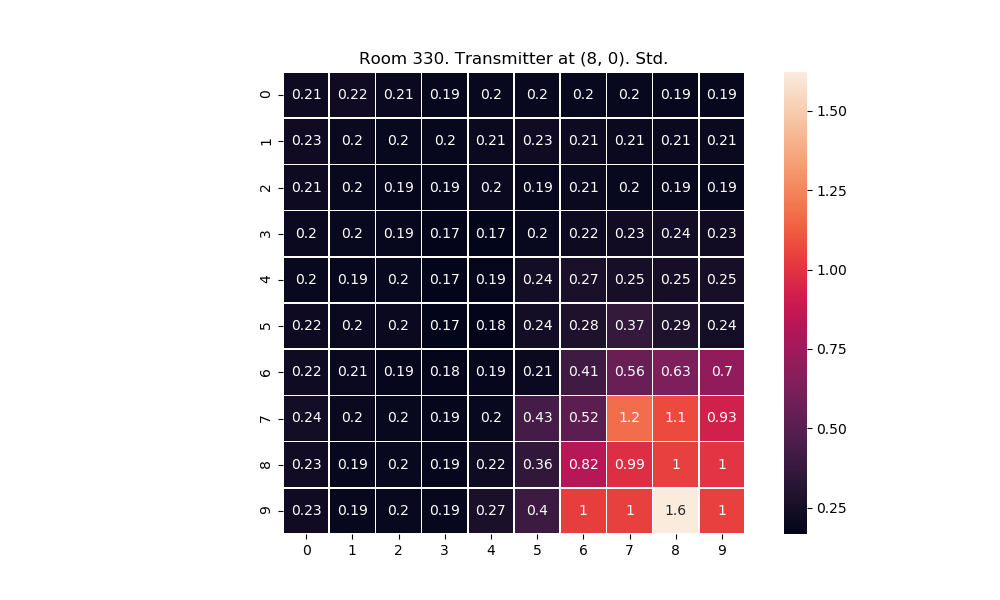 Room 330. Transmitter at (8, 0). Std.
0 0.21 0.22 0.21 0.19 0.2 0.2 0.2 0.2 0.19 0.19
1 0.23 0.2 0.2 0.2 0.21 0.23 0.21 0.21 0.21 0.21
2 0.21 0.2 0.19 0.19 0.2 0.19 0.21 0.2 0.19 0.19
3 0.2 0.2 0.19 0.17 0.17 0.2 0.22 0.23 0.24 0.23
4 0.2 0.19 0.2 0.17 0.19 0.24 0.27 0.25 0.25 0.25
5 0.22 0.2 0.2 0.17 0.18 0.24 0.28 0.37 0.29 0.24
6 0.22 0.21 0.19 0.18 0.19 0.21 0.41 0.56 0.63 0.7
7 0.24 0.2 0.2 0.19 0.2 0.43 0.52 1.2 1.1 0.93
8 0.23 0.19 0.2 0.19 0.22 0.36 0.82 0.99 1 1
9 0.23 0.19 0.2 0.19 0.27 0.4 1 1 1.6 1
0 1 2 3 4 5 6 7 8 9
1.50
1.25
1.00
0.75
0.50
0.25